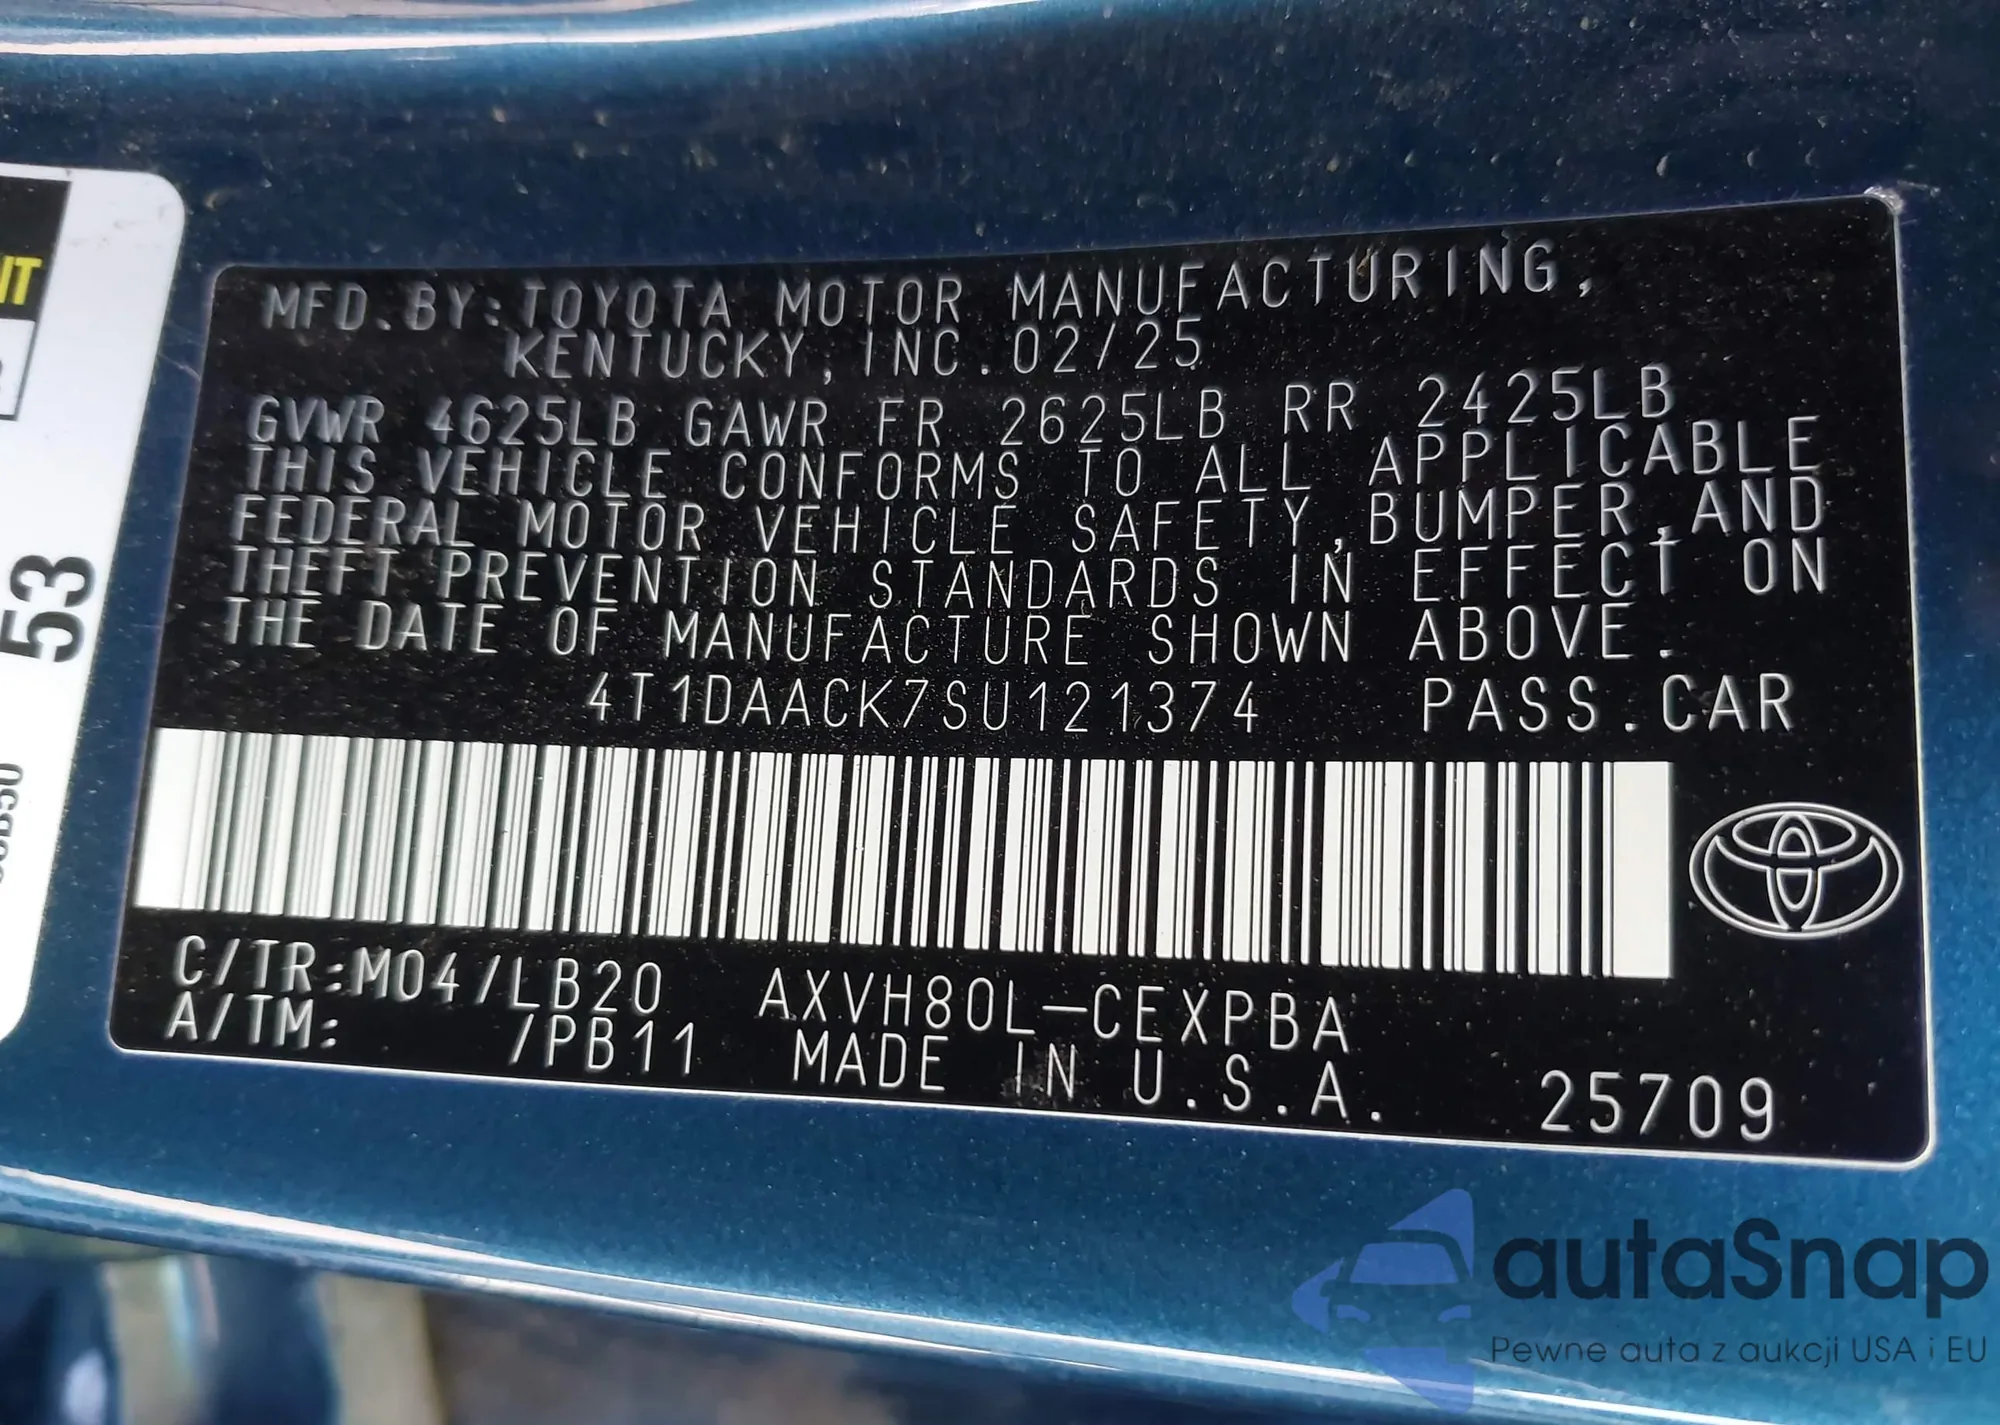 MFD.BY:TOYOTA MOTOR MANUFACTURING,
KENTUCKY, INC.02/25
GVWR 4625LB GAWR FR 2625LB RR 2425LB
THIS VEHICLE CONFORMS TO ALL APPLICABLE
FEDERAL MOTOR VEHICLE SAFETY,BUMPER,AND
THEFT PREVENTION STANDARDS IN EFFECT ON
THE DATE OF MANUFACTURE SHOWN ABOVE.
4T1DAACK7SU121374 PASS.CAR
C/TR:M04/LB20 AXVH80L-CEXPBA
A/TM: /PB11 MADE IN U.S.A. 25709
53
autaSnap
Pewne auta z aukcji USA i EU